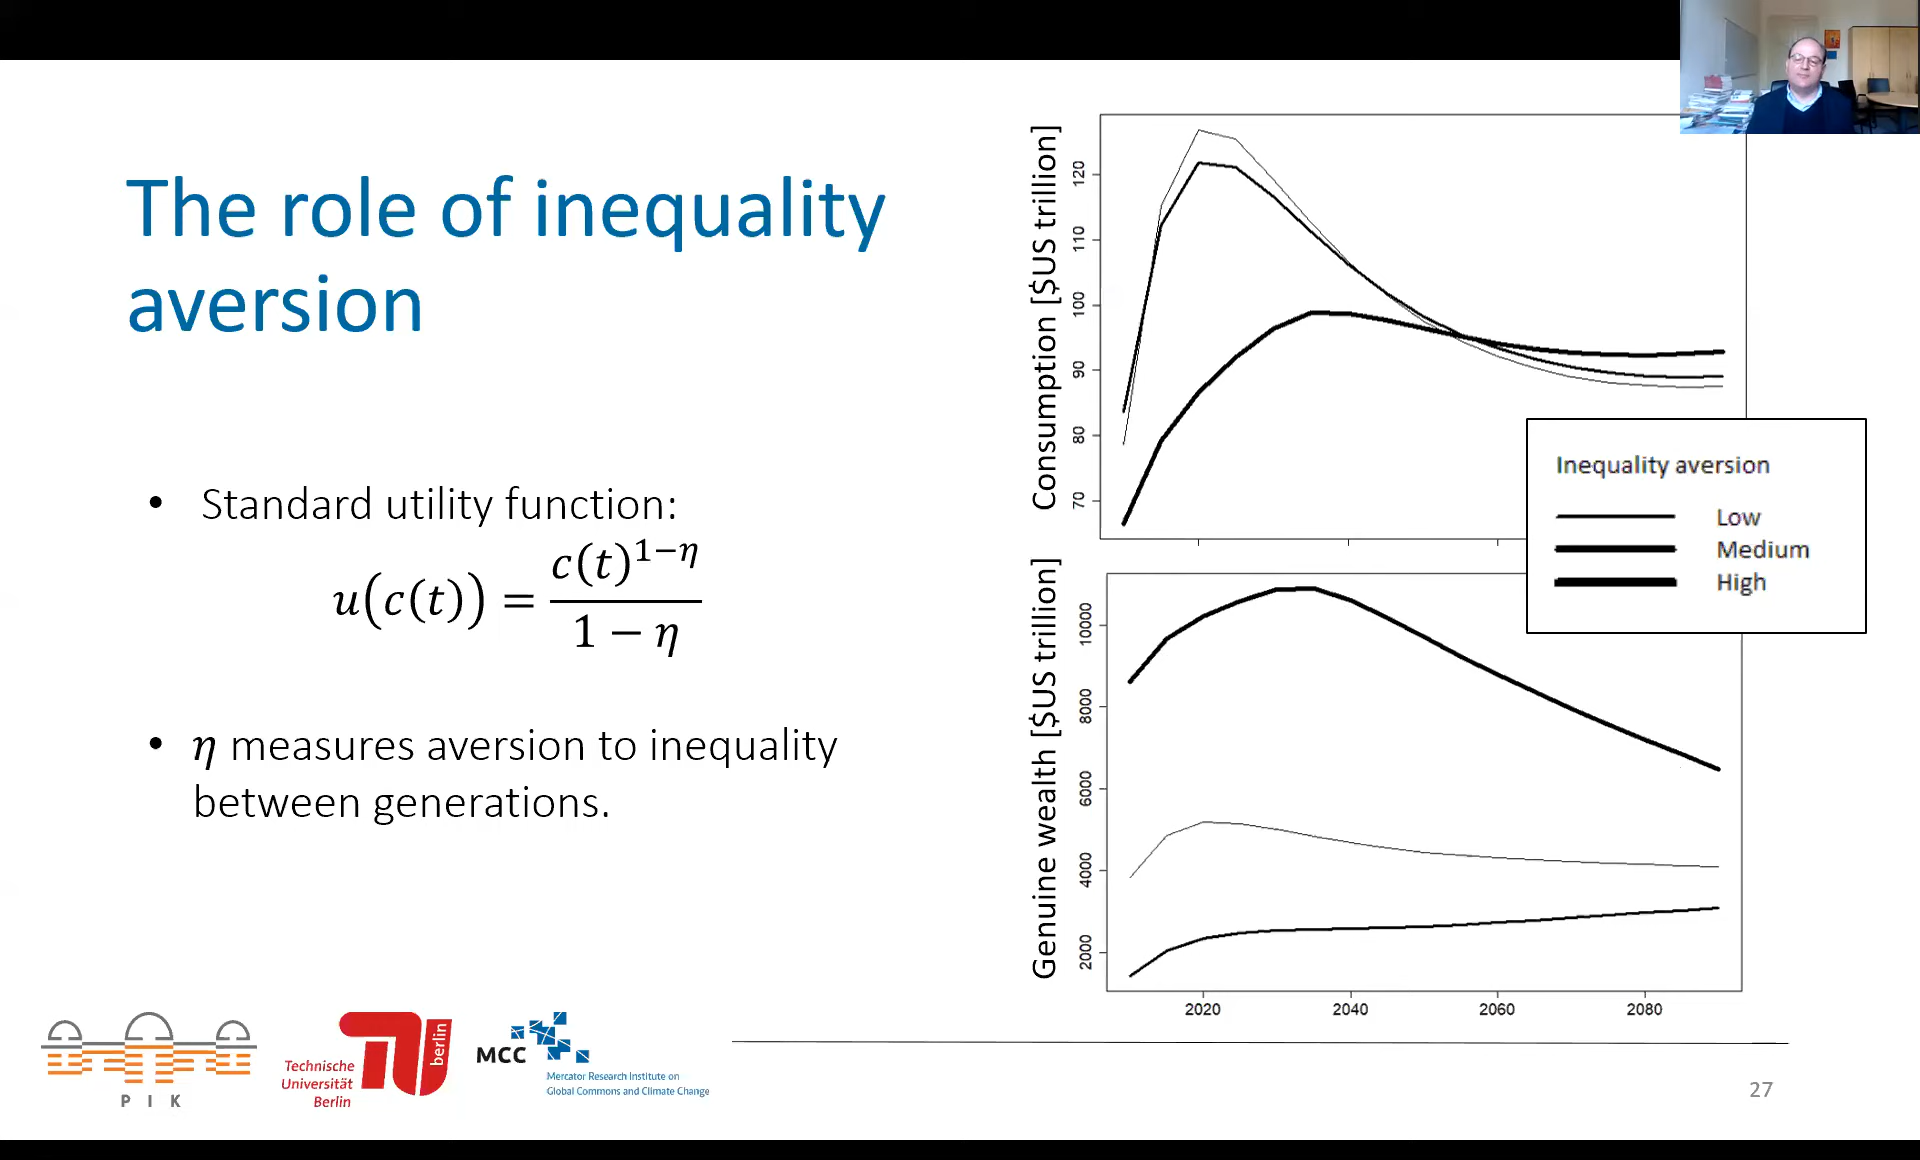 The role of inequality
aversion
• Standard utility function:
u(c(t)) = c(t)^{1−η} / 1 − η
• η measures aversion to inequality
between generations.
Consumption [$US trillion]
120
110
100
90
80
70
Inequality aversion
Low
Medium
High
Genuine wealth [$US trillion]
10000
8000
6000
4000
2000
2020 2040 2060 2080
PIK
Technische
Universität
Berlin
berlin
MCC
Mercator Research Institute on
Global Commons and Climate Change
27